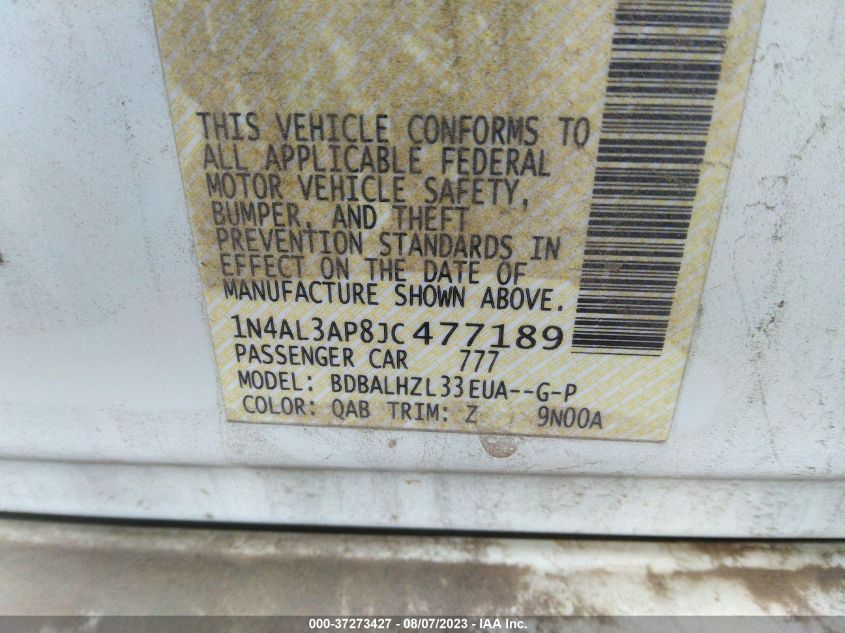 THIS VEHICLE CONFORMS TO
ALL APPLICABLE FEDERAL
MOTOR VEHICLE SAFETY,
BUMPER, AND THEFT
PREVENTION STANDARDS IN
EFFECT ON THE DATE OF
MANUFACTURE SHOWN ABOVE.
1N4AL3AP8JC477189
PASSENGER CAR 777
MODEL: BDBALHZL33EUA--G-P
COLOR: QAB TRIM: Z 9N00A
000-37273427 - 08/07/2023 - IAA Inc.